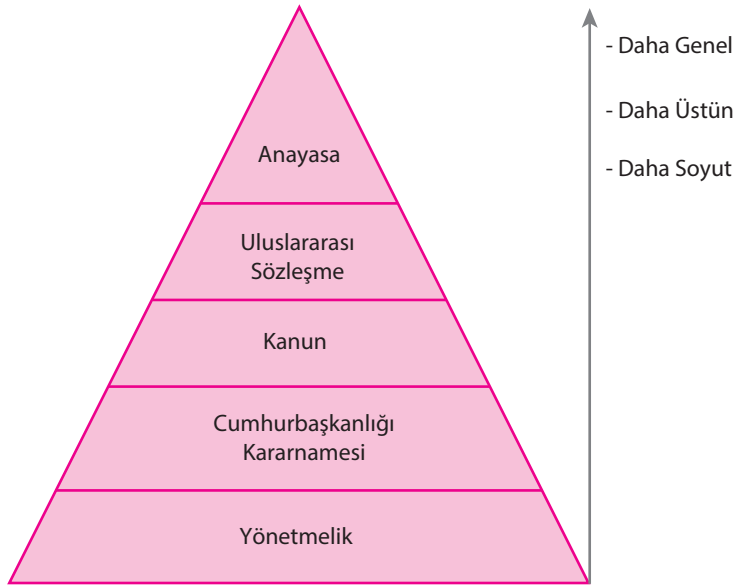 Anayasa
Uluslararası
Sözleşme
Kanun
Cumhurbaşkanlığı
Kararnamesi
Yönetmelik
- Daha Genel
- Daha Üstün
- Daha Soyut